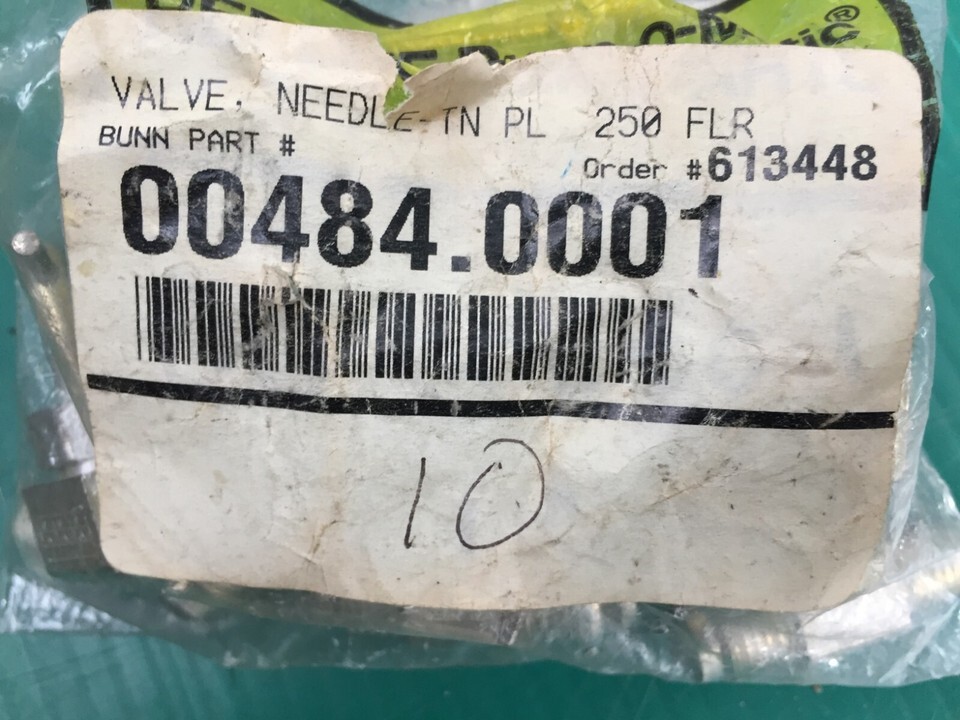 VALVE, NEEDLE-TN PL 250 FLR
BUNN PART #
Order #613448
00484.0001
10